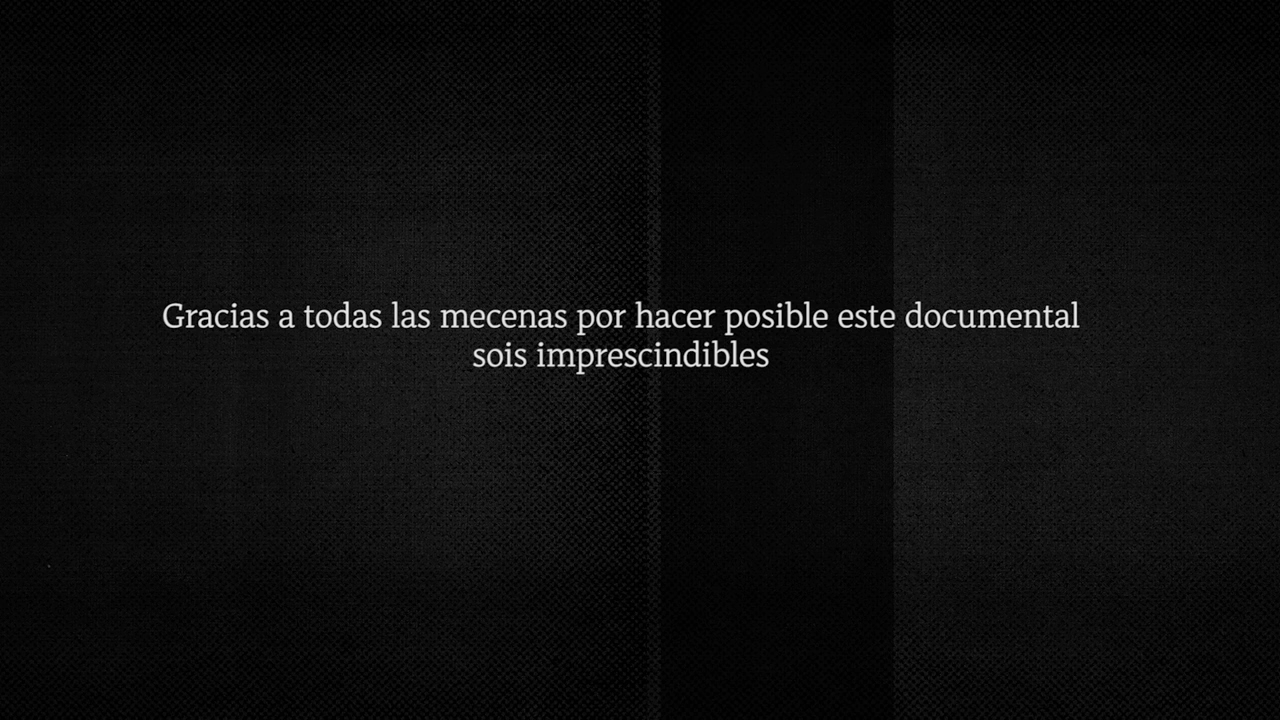 Gracias a todas las mecenas por hacer posible este documental
sois imprescindibles